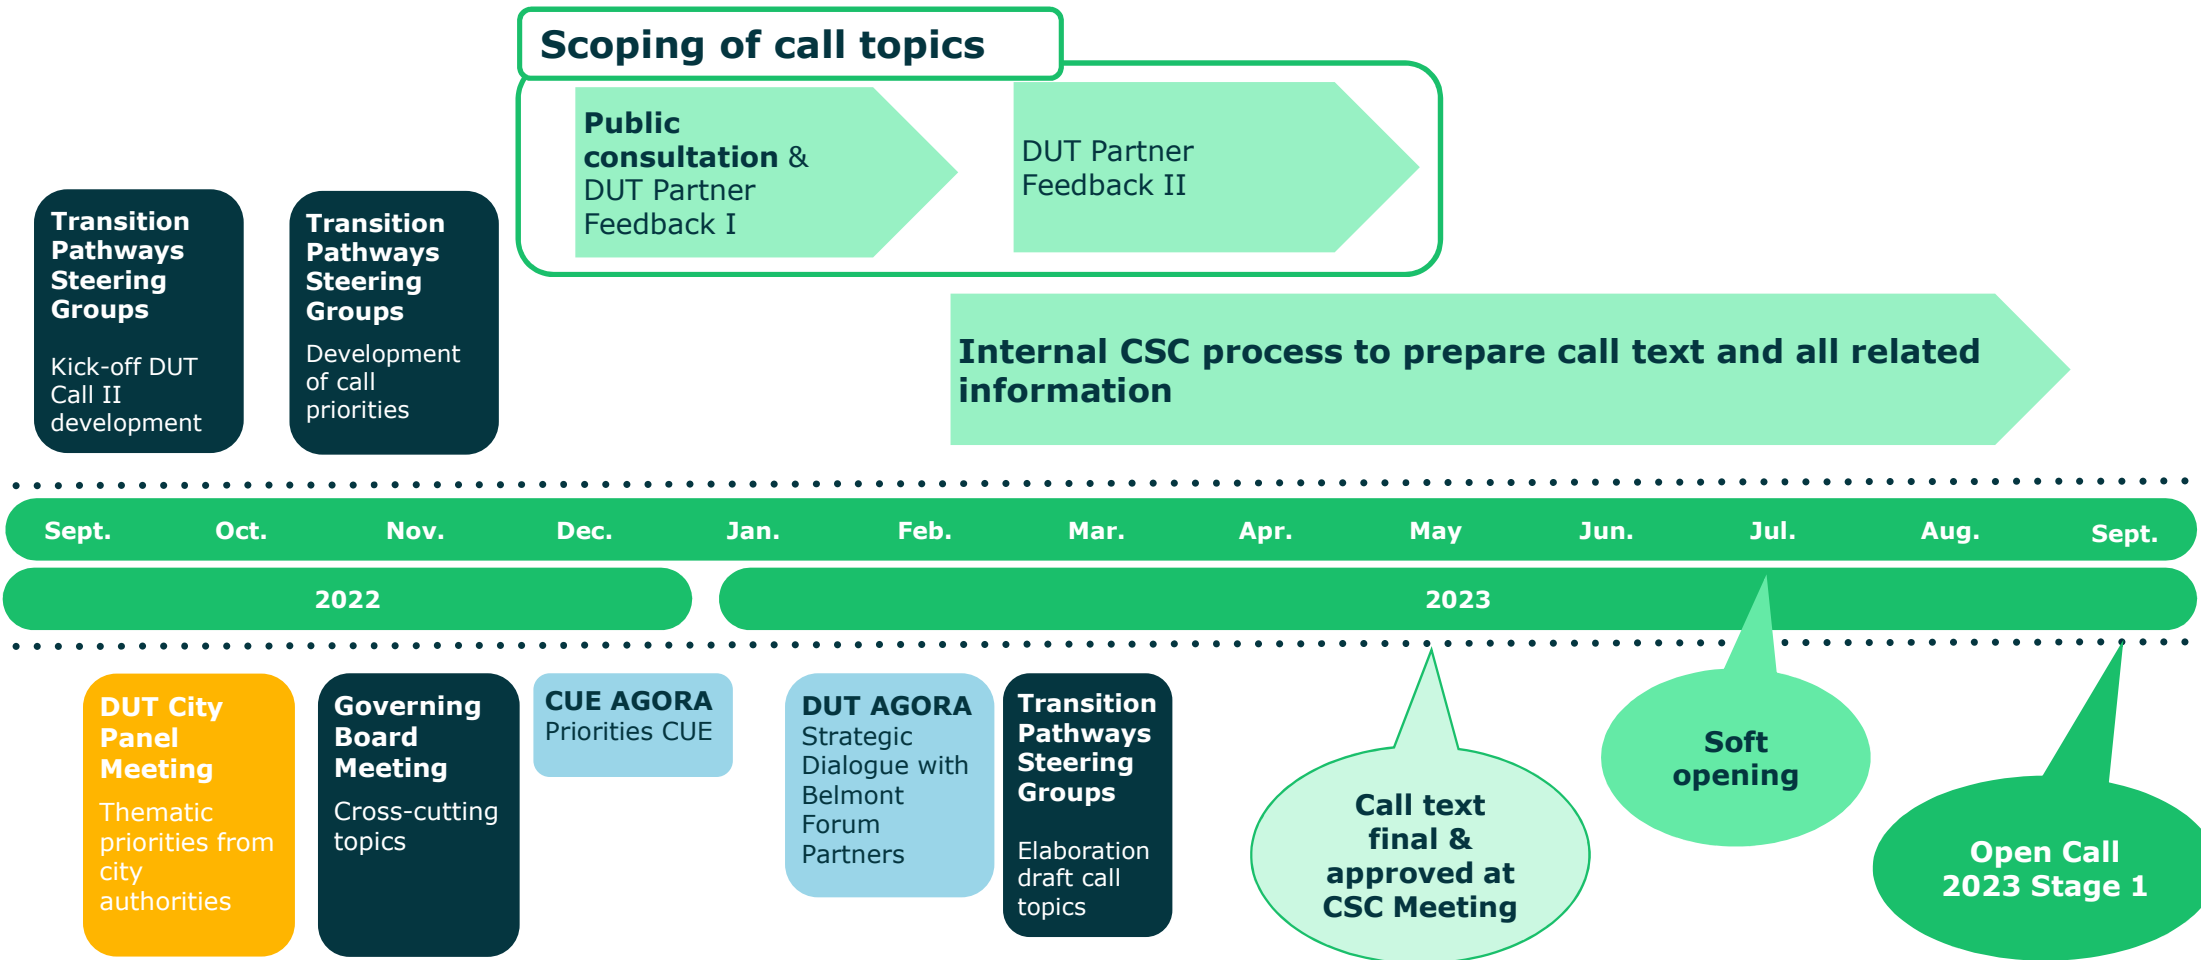 Scoping of call topics
Public
consultation &
DUT Partner
Feedback I
DUT Partner
Feedback II
Transition
Pathways
Steering
Groups
Kick-off DUT
Call II
development
Transition
Pathways
Steering
Groups
Development
of call
priorities
Internal CSC process to prepare call text and all related
information
Sept. Oct. Nov. Dec. Jan. Feb. Mar. Apr. May Jun. Jul. Aug. Sept.
2022 2023
DUT City
Panel
Meeting
Thematic
priorities from
city
authorities
Governing
Board
Meeting
Cross-cutting
topics
CUE AGORA
Priorities CUE
DUT AGORA
Strategic
Dialogue with
Belmont
Forum
Partners
Transition
Pathways
Steering
Groups
Elaboration
draft call
topics
Call text
final &
approved at
CSC Meeting
Soft
opening
Open Call
2023 Stage 1